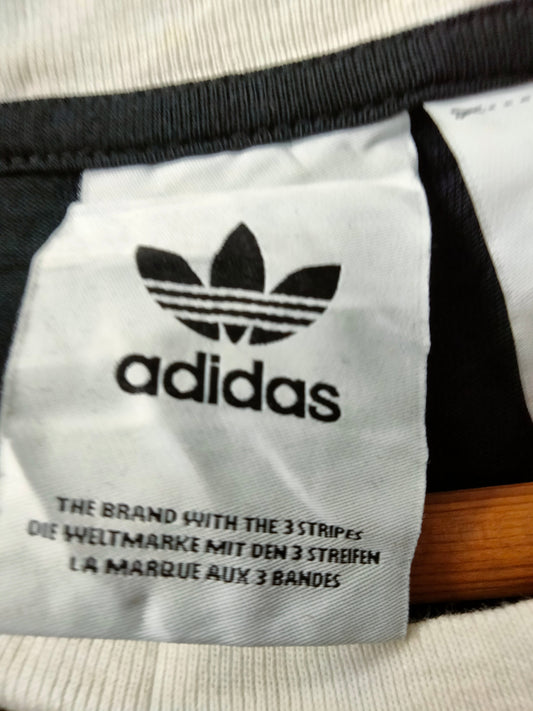 adidas
THE BRAND WITH THE 3 STRIPES
DIE WELTMARKE MIT DEN 3 STREIFEN
LA MARQUE AUX 3 BANDES